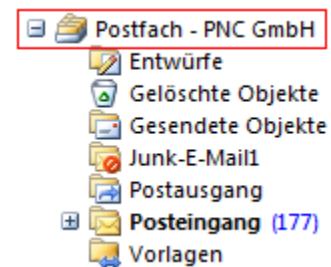 Postfach - PNC GmbH
Entwürfe
Gelöschte Objekte
Gesendete Objekte
Junk-E-Mail1
Postausgang
Posteingang (177)
Vorlagen